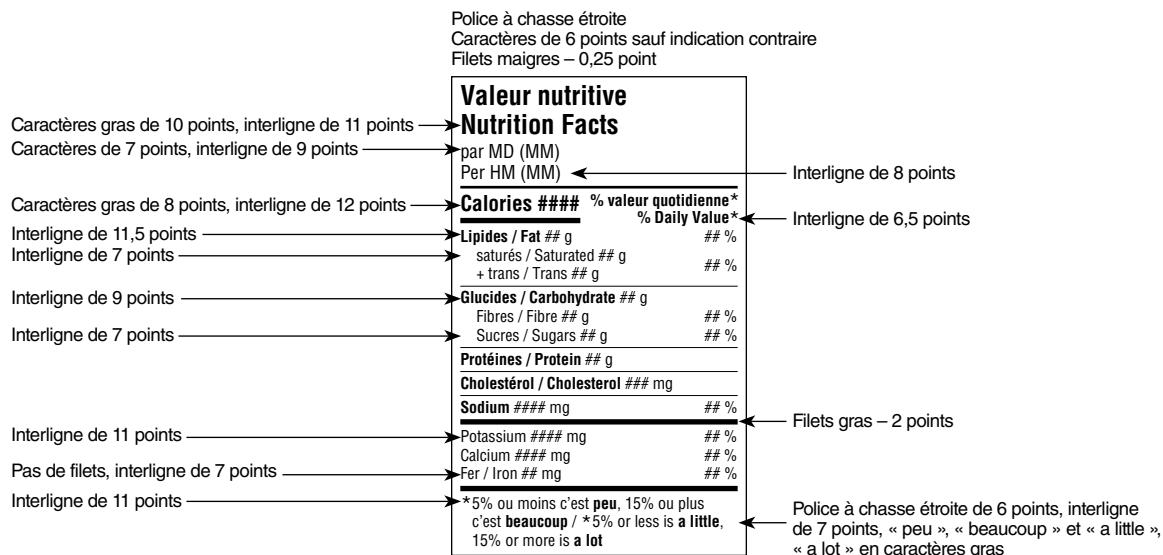 Police à chasse étroite
Caractères de 6 points sauf indication contraire
Filets maigres – 0,25 point
Valeur nutritive
Caractères gras de 10 points, interligne de 11 points
Nutrition Facts
Caractères de 7 points, interligne de 9 points
par MD (MM)
Per HM (MM)
Interligne de 8 points
Caractères gras de 8 points, interligne de 12 points
Calories ####
% valeur quotidienne*
% Daily Value*
Interligne de 6,5 points
Interligne de 11,5 points
Lipides / Fat ## g ## %
Interligne de 7 points
saturés / Saturated ## g
+ trans / Trans ## g
## %
Interligne de 9 points
Glucides / Carbohydrate ## g
Fibres / Fibre ## g ## %
Interligne de 7 points
Sucres / Sugars ## g ## %
Protéines / Protein ## g
Cholestérol / Cholesterol ### mg
Sodium #### mg ## %
Filets gras – 2 points
Interligne de 11 points
Potassium #### mg ## %
Calcium #### mg ## %
Pas de filets, interligne de 7 points
Fer / Iron ## mg ## %
Interligne de 11 points
*5% ou moins c’est peu, 15% ou plus
c’est beaucoup / *5% or less is a little,
15% or more is a lot
Police à chasse étroite de 6 points, interligne
de 7 points, « peu », « beaucoup » et « a little »,
« a lot » en caractères gras